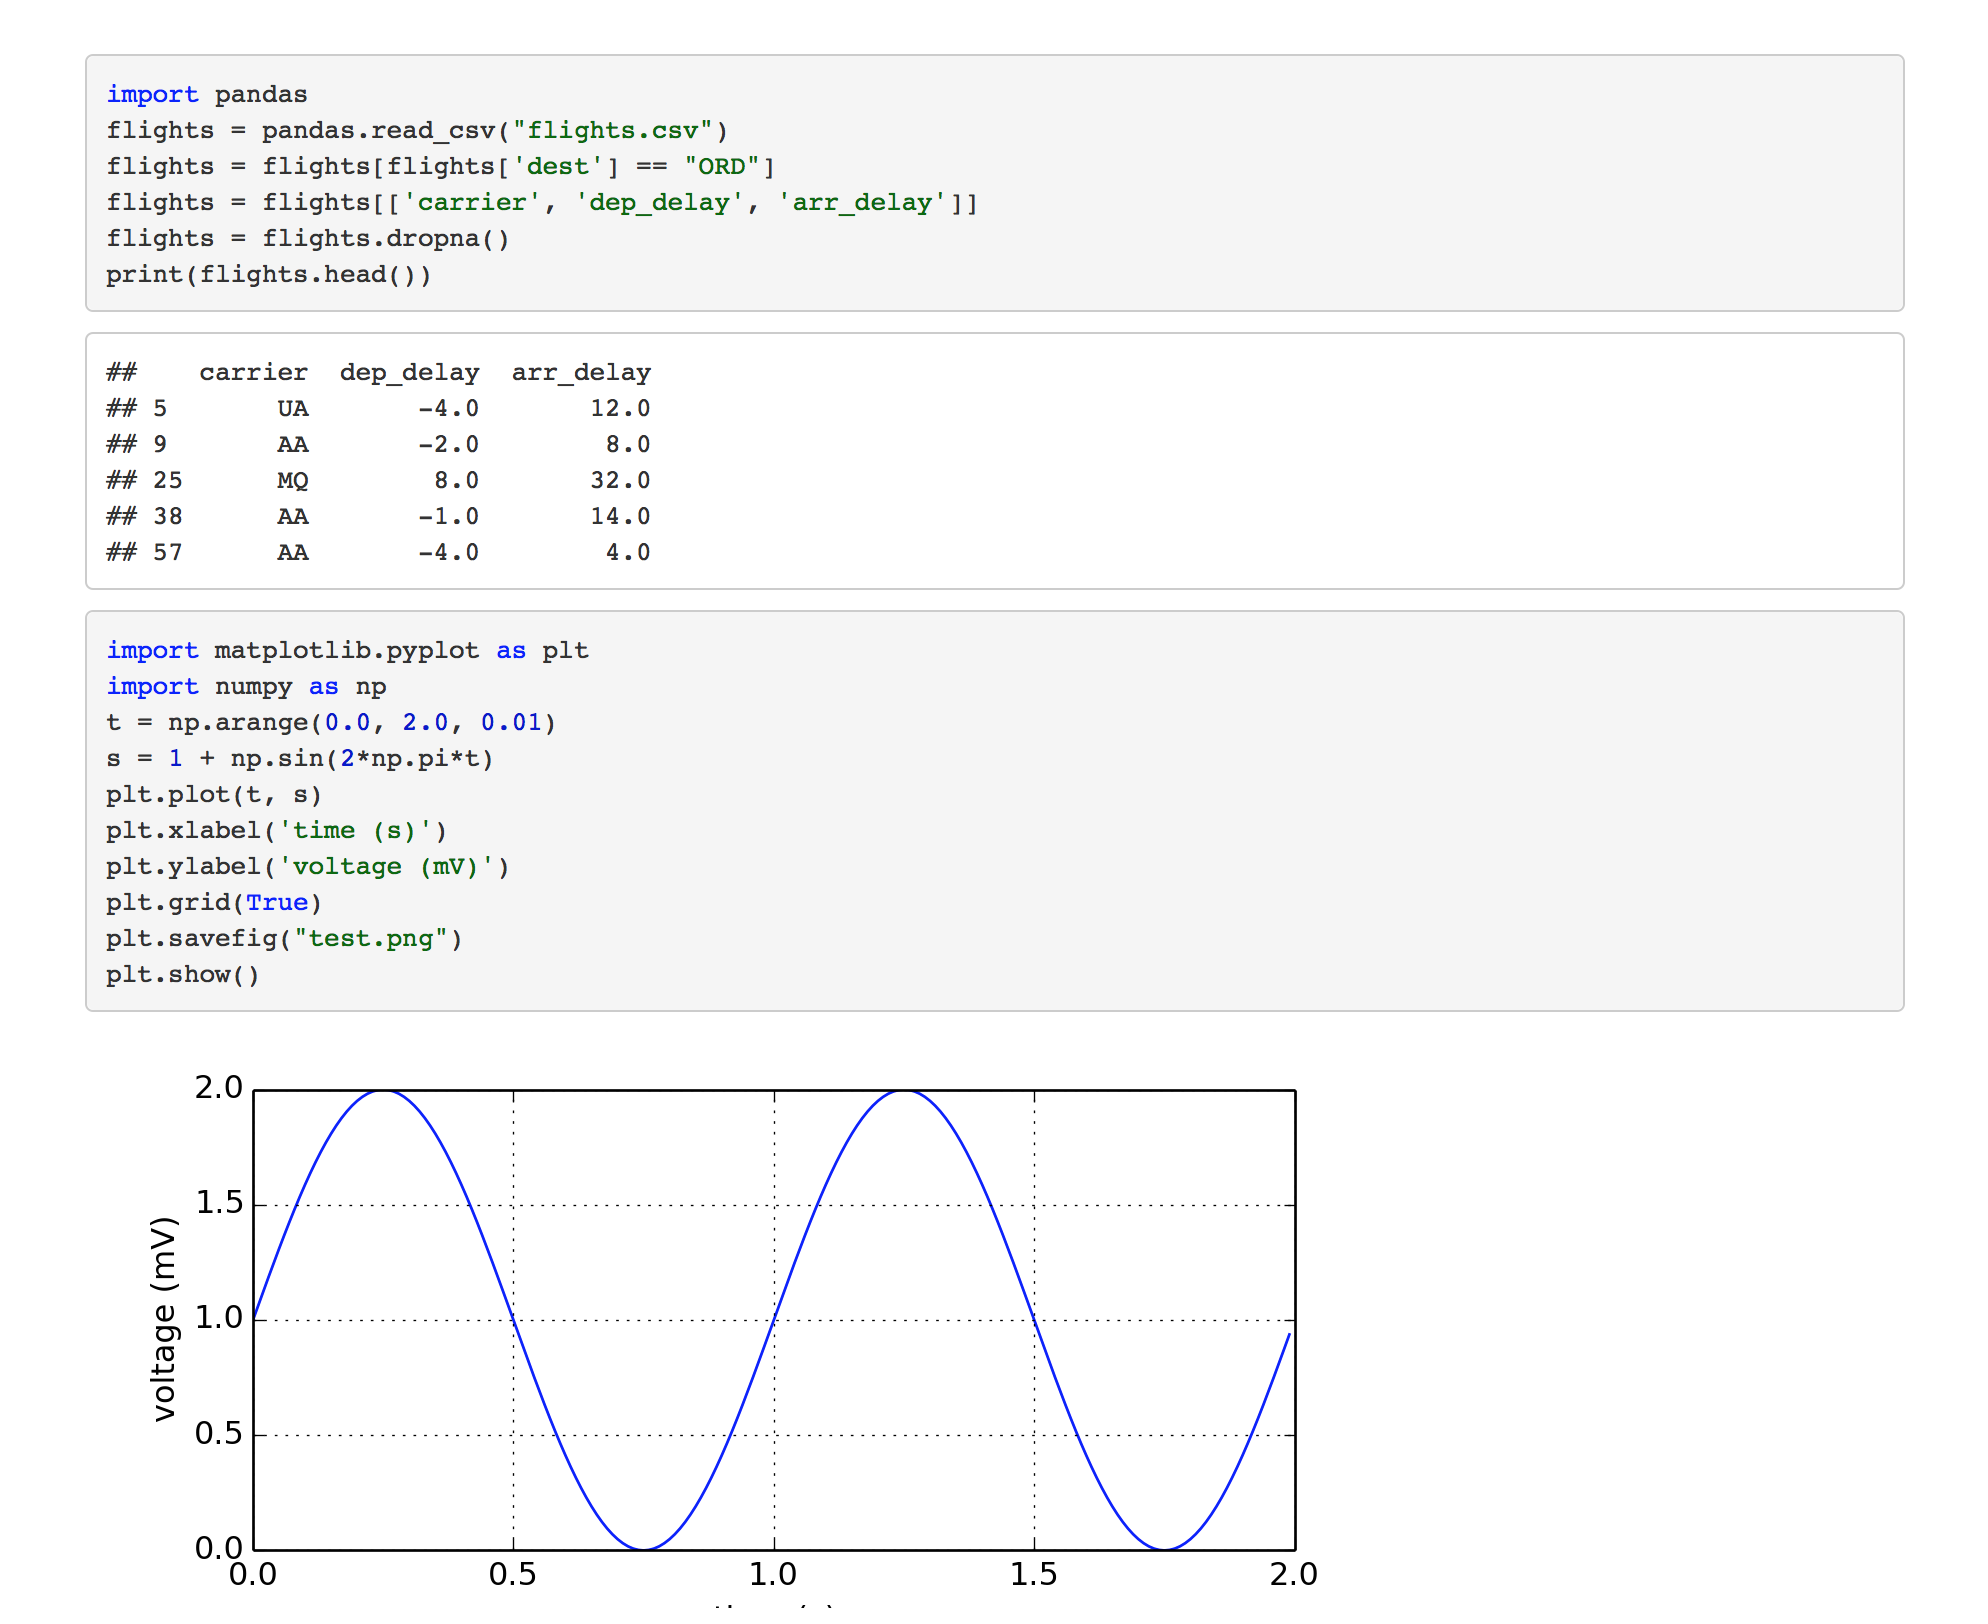 import pandas
flights = pandas.read_csv("flights.csv")
flights = flights[flights['dest'] == "ORD"]
flights = flights[['carrier', 'dep_delay', 'arr_delay']]
flights = flights.dropna()
print(flights.head())
##    carrier  dep_delay  arr_delay
## 5       UA       -4.0       12.0
## 9       AA       -2.0        8.0
## 25      MQ        8.0       32.0
## 38      AA       -1.0       14.0
## 57      AA       -4.0        4.0
import matplotlib.pyplot as plt
import numpy as np
t = np.arange(0.0, 2.0, 0.01)
s = 1 + np.sin(2*np.pi*t)
plt.plot(t, s)
plt.xlabel('time (s)')
plt.ylabel('voltage (mV)')
plt.grid(True)
plt.savefig("test.png")
plt.show()
2.0
1.5
1.0
0.5
0.0
voltage (mV)
0.0 0.5 1.0 1.5 2.0